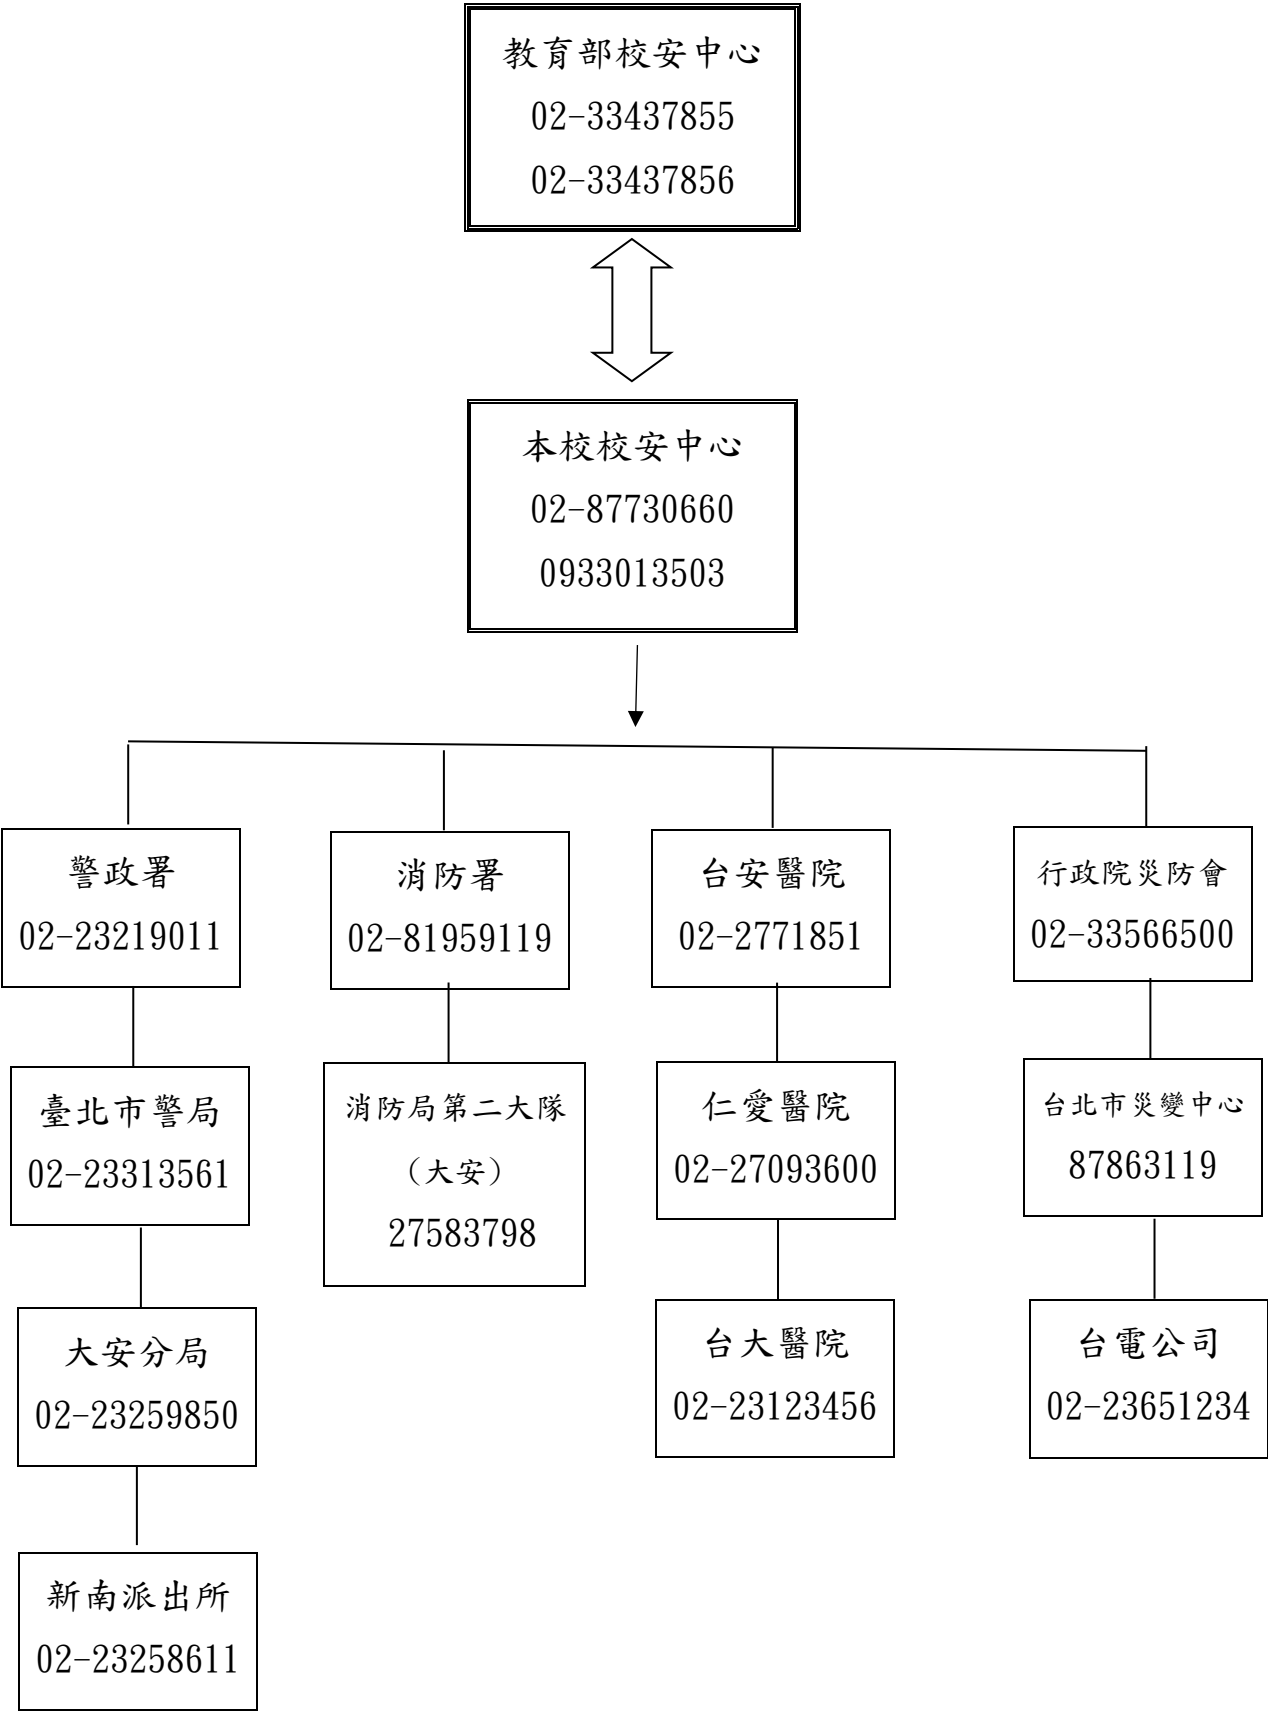 教育部校安中心
02-33437855
02-33437856
本校校安中心
02-87730660
0933013503
警政署
02-23219011
消防署
02-81959119
台安醫院
02-2771851
行政院災防會
02-33566500
臺北市警局
02-23313561
消防局第二大隊
（大安）
27583798
仁愛醫院
02-27093600
台北市災變中心
87863119
大安分局
02-23259850
台大醫院
02-23123456
台電公司
02-23651234
新南派出所
02-23258611